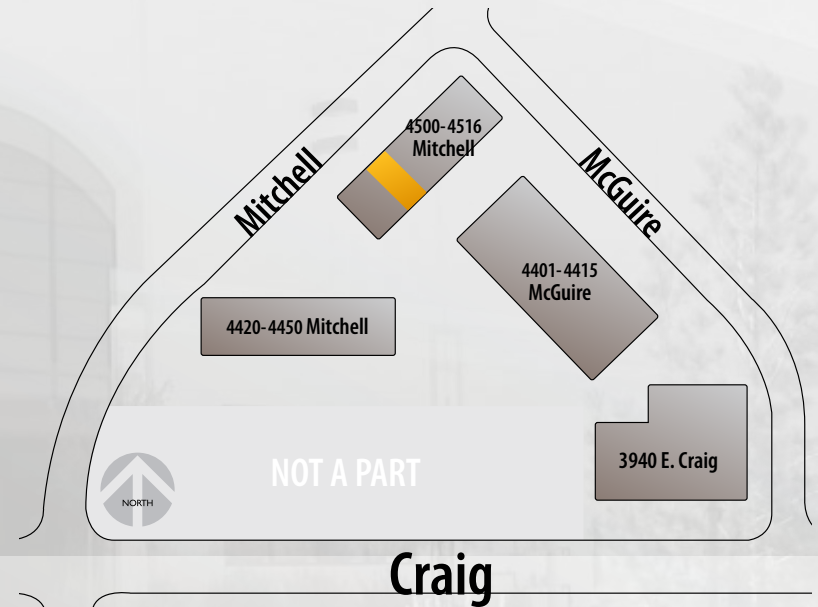 4500-4516
Mitchell
Mitchell
McGuire
4401-4415
McGuire
4420-4450 Mitchell
3940 E. Craig
NOT A PART
NORTH
Craig